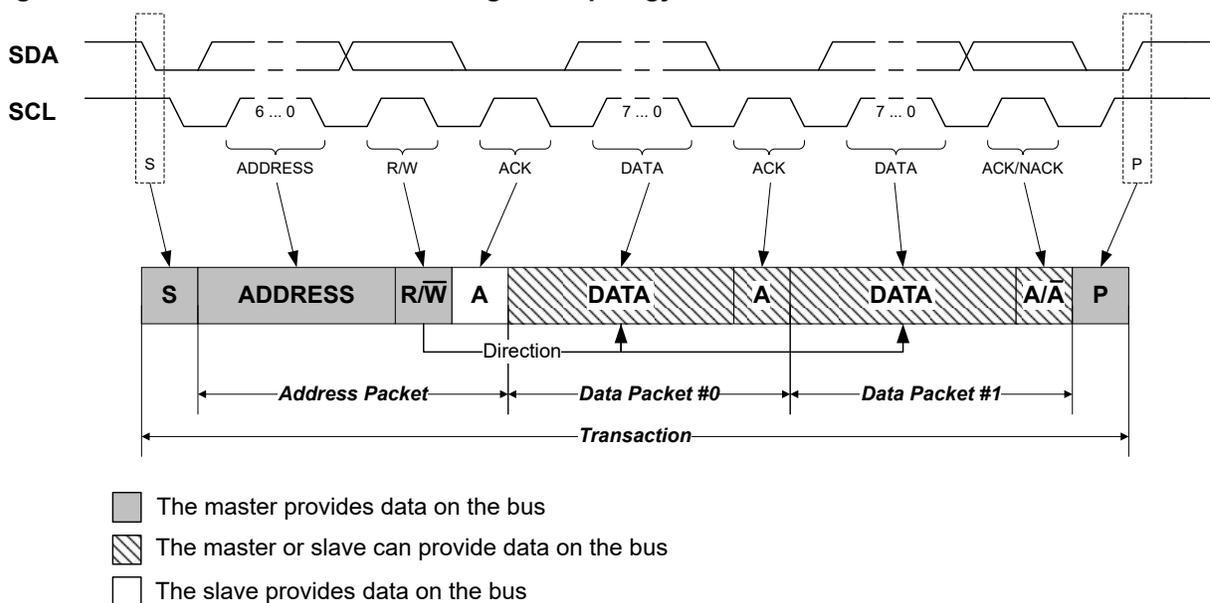 SDA
SCL
6 ... 0
7 ... 0
7 ... 0
S
ADDRESS
R/W
ACK
DATA
ACK
DATA
ACK/NACK
P
S
ADDRESS
R/W̅
A
DATA
A
DATA
A/A̅
P
Direction
Address Packet
Data Packet #0
Data Packet #1
Transaction
The master provides data on the bus
The master or slave can provide data on the bus
The slave provides data on the bus